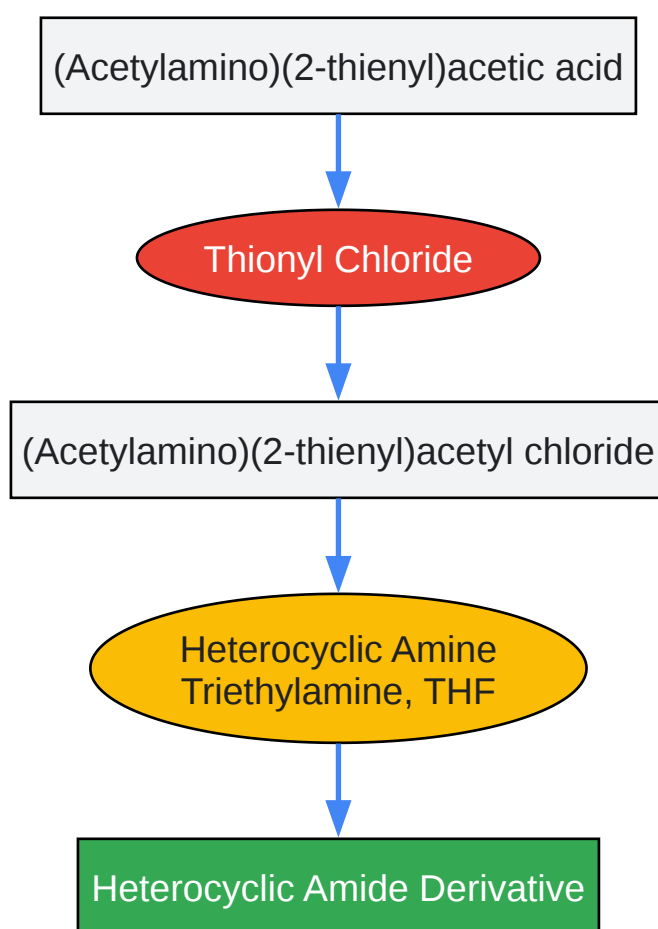 (Acetylamino)(2-thienyl)acetic acid
Thionyl Chloride
(Acetylamino)(2-thienyl)acetyl chloride
Heterocyclic Amine
Triethylamine, THF
Heterocyclic Amide Derivative